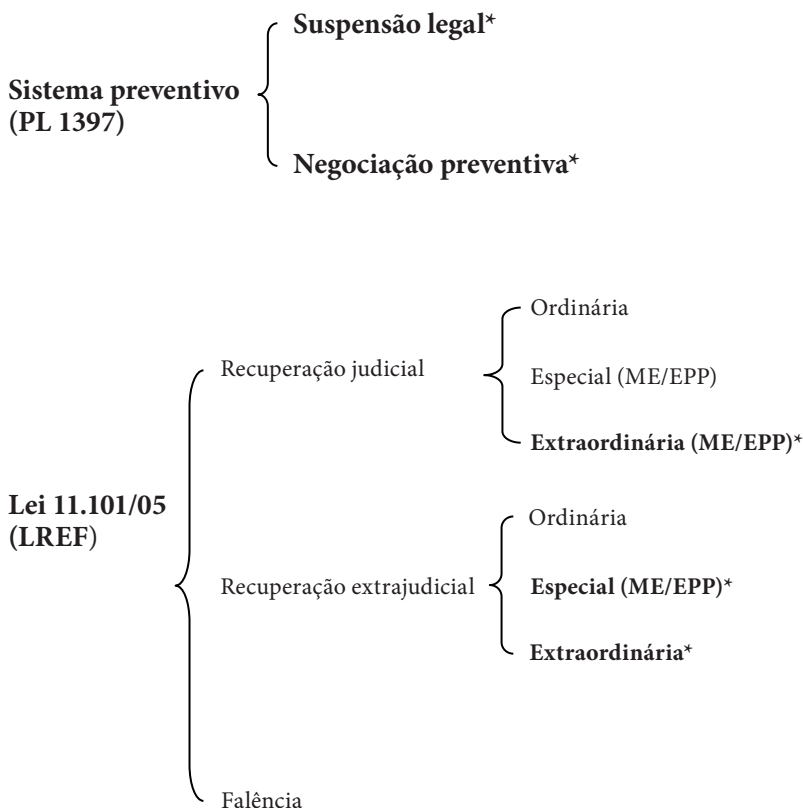 Suspensão legal*
Sistema preventivo
(PL 1397)
Negociação preventiva*
Ordinária
Recuperação judicial
Especial (ME/EPP)
Extraordinária (ME/EPP)*
Lei 11.101/05
(LREF)
Ordinária
Recuperação extrajudicial
Especial (ME/EPP)*
Extraordinária*
Falência